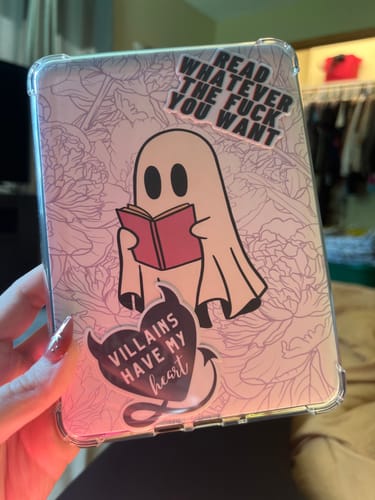 READ
WHATEVER
THE FUCK
YOU WANT
VILLAINS
HAVE MY
heart